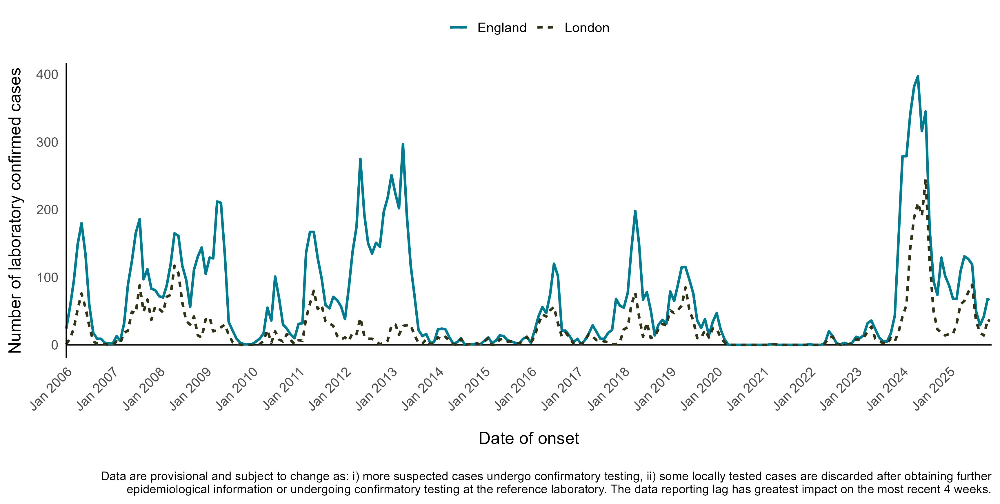 England London
Number of laboratory confirmed cases
400
300
200
100
0
Jan 2006
Jan 2007
Jan 2008
Jan 2009
Jan 2010
Jan 2011
Jan 2012
Jan 2013
Jan 2014
Jan 2015
Jan 2016
Jan 2017
Jan 2018
Jan 2019
Jan 2020
Jan 2021
Jan 2022
Jan 2023
Jan 2024
Jan 2025
Date of onset
Data are provisional and subject to change as: i) more suspected cases undergo confirmatory testing, ii) some locally tested cases are discarded after obtaining further
epidemiological information or undergoing confirmatory testing at the reference laboratory. The data reporting lag has greatest impact on the most recent 4 weeks.